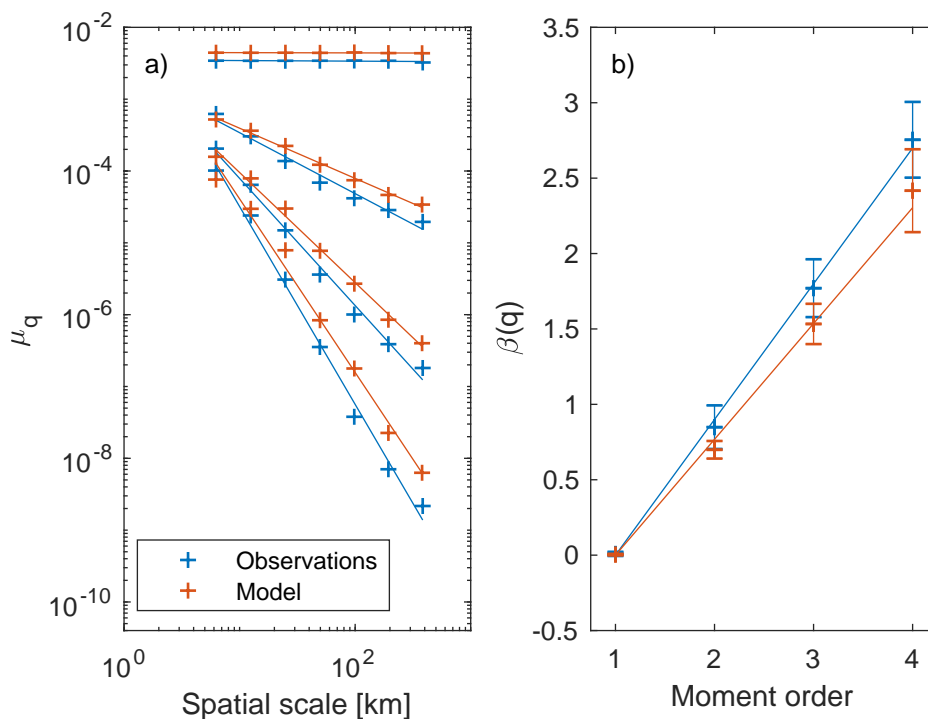 a)
10^-2
10^-4
10^-6
10^-8
10^-10
μ_q
10^0
10^2
Spatial scale [km]
Observations
Model
b)
3.5
3
2.5
2
1.5
1
0.5
0
-0.5
β(q)
1
2
3
4
Moment order